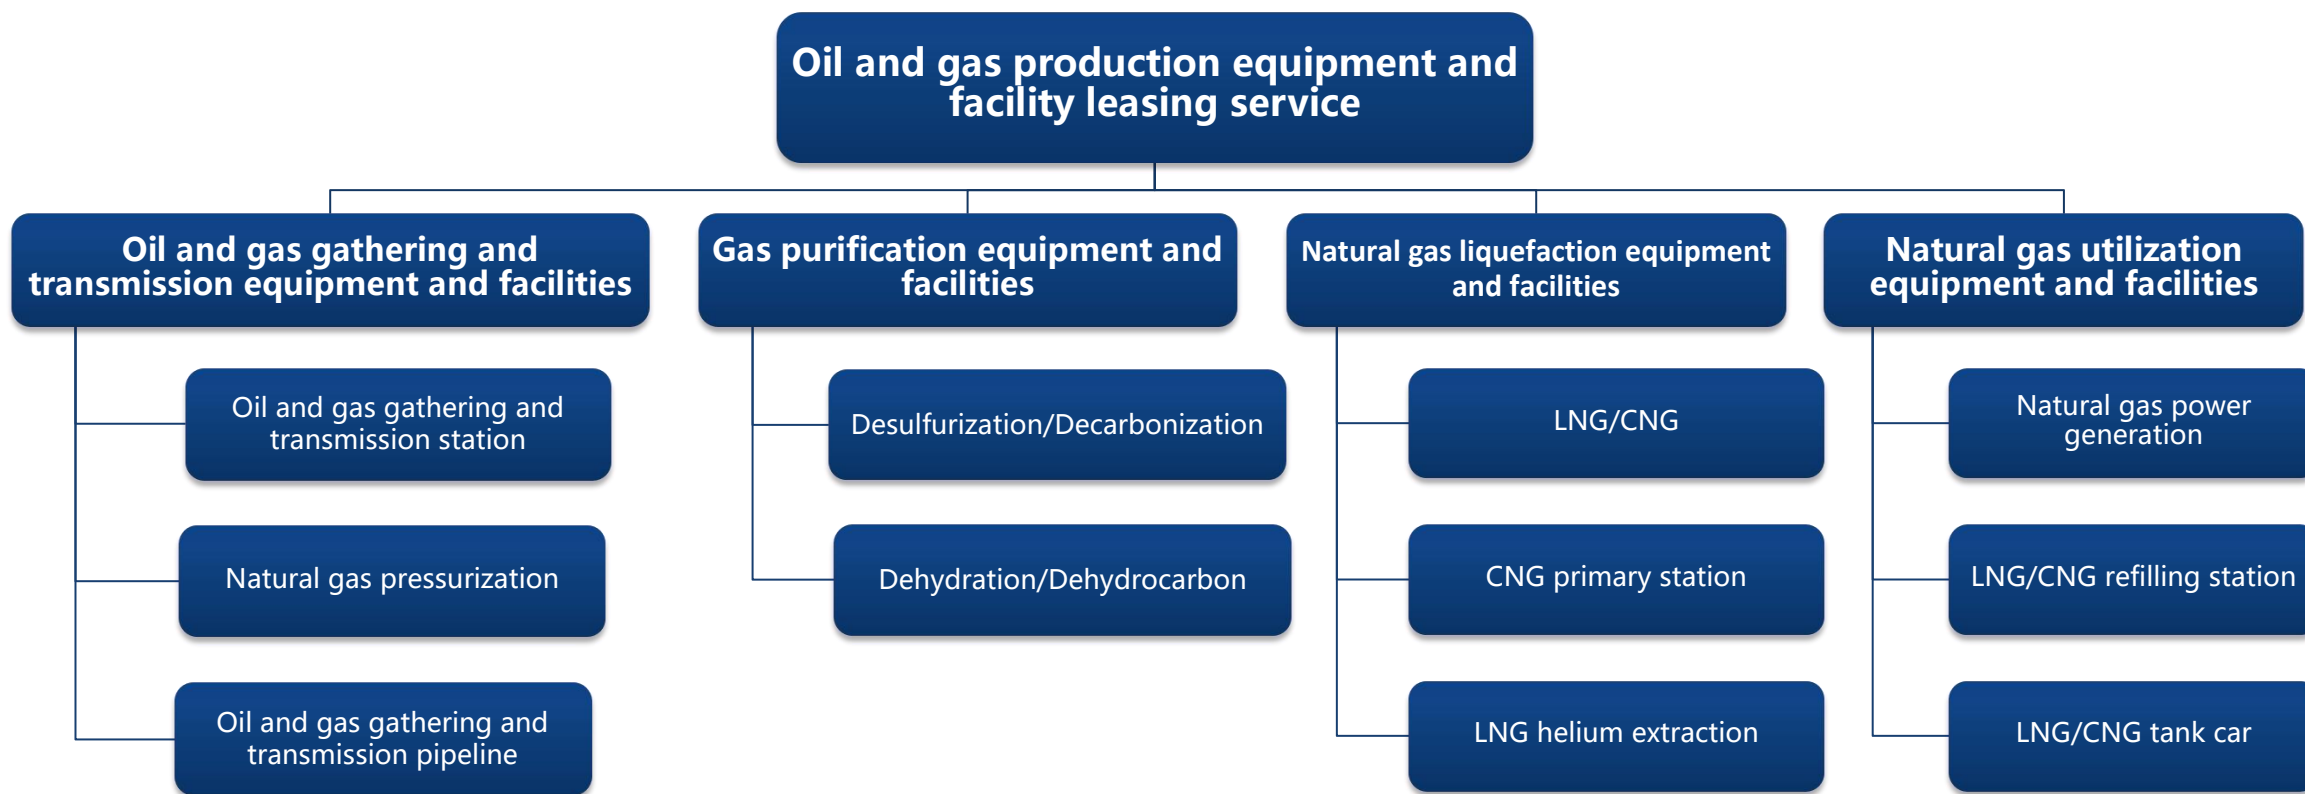 Oil and gas production equipment and
facility leasing service
Oil and gas gathering and
transmission equipment and facilities
Oil and gas gathering and
transmission station
Natural gas pressurization
Oil and gas gathering and
transmission pipeline
Gas purification equipment and
facilities
Desulfurization/Decarbonization
Dehydration/Dehydrocarbon
Natural gas liquefaction equipment
and facilities
LNG/CNG
CNG primary station
LNG helium extraction
Natural gas utilization
equipment and facilities
Natural gas power
generation
LNG/CNG refilling station
LNG/CNG tank car